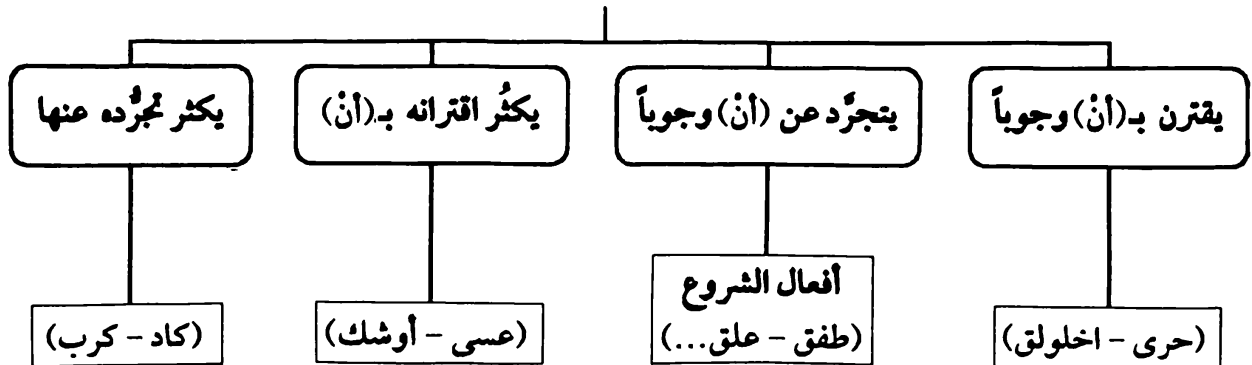 يقترن بـ(أنْ) وجوباً
يتجرَّد عن (أنْ) وجوباً
يكثُر اقترانه بـ(أنْ)
يكثر تجرُّده عنها
(حرى - اخلولق)
أفعال الشروع
(طفق - علق...)
(عسى - أوشك)
(كاد - كرب)